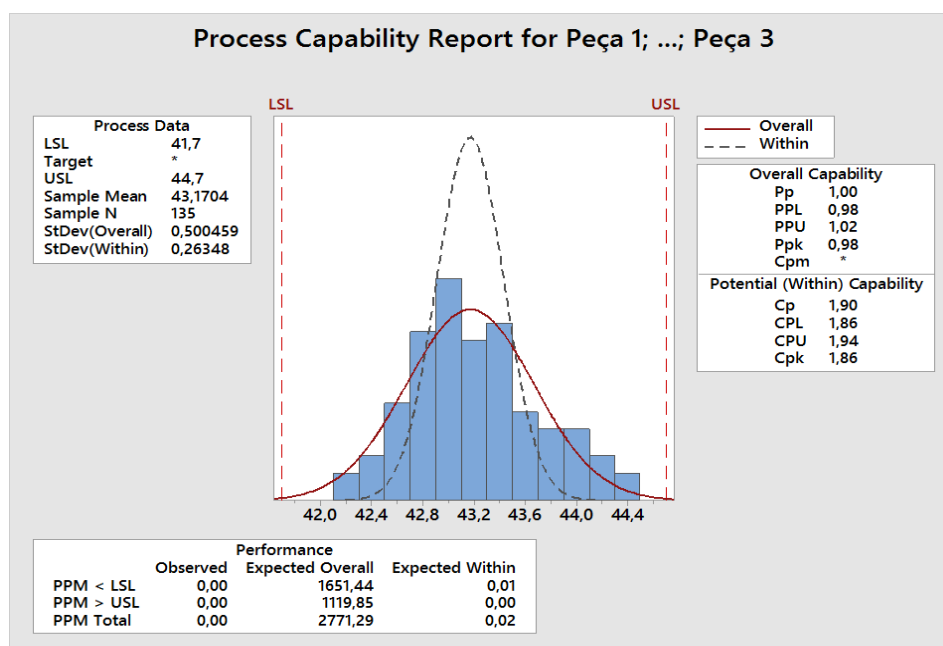 Process Capability Report for Peça 1; ...; Peça 3
LSL USL
Process Data
LSL 41,7
Target *
USL 44,7
Sample Mean 43,1704
Sample N 135
StDev(Overall) 0,500459
StDev(Within) 0,26348
Overall
Within
Overall Capability
Pp 1,00
PPL 0,98
PPU 1,02
Ppk 0,98
Cpm *
Potential (Within) Capability
Cp 1,90
CPL 1,86
CPU 1,94
Cpk 1,86
42,0 42,4 42,8 43,2 43,6 44,0 44,4
Performance
Observed Expected Overall Expected Within
PPM < LSL 0,00 1651,44 0,01
PPM > USL 0,00 1119,85 0,00
PPM Total 0,00 2771,29 0,02